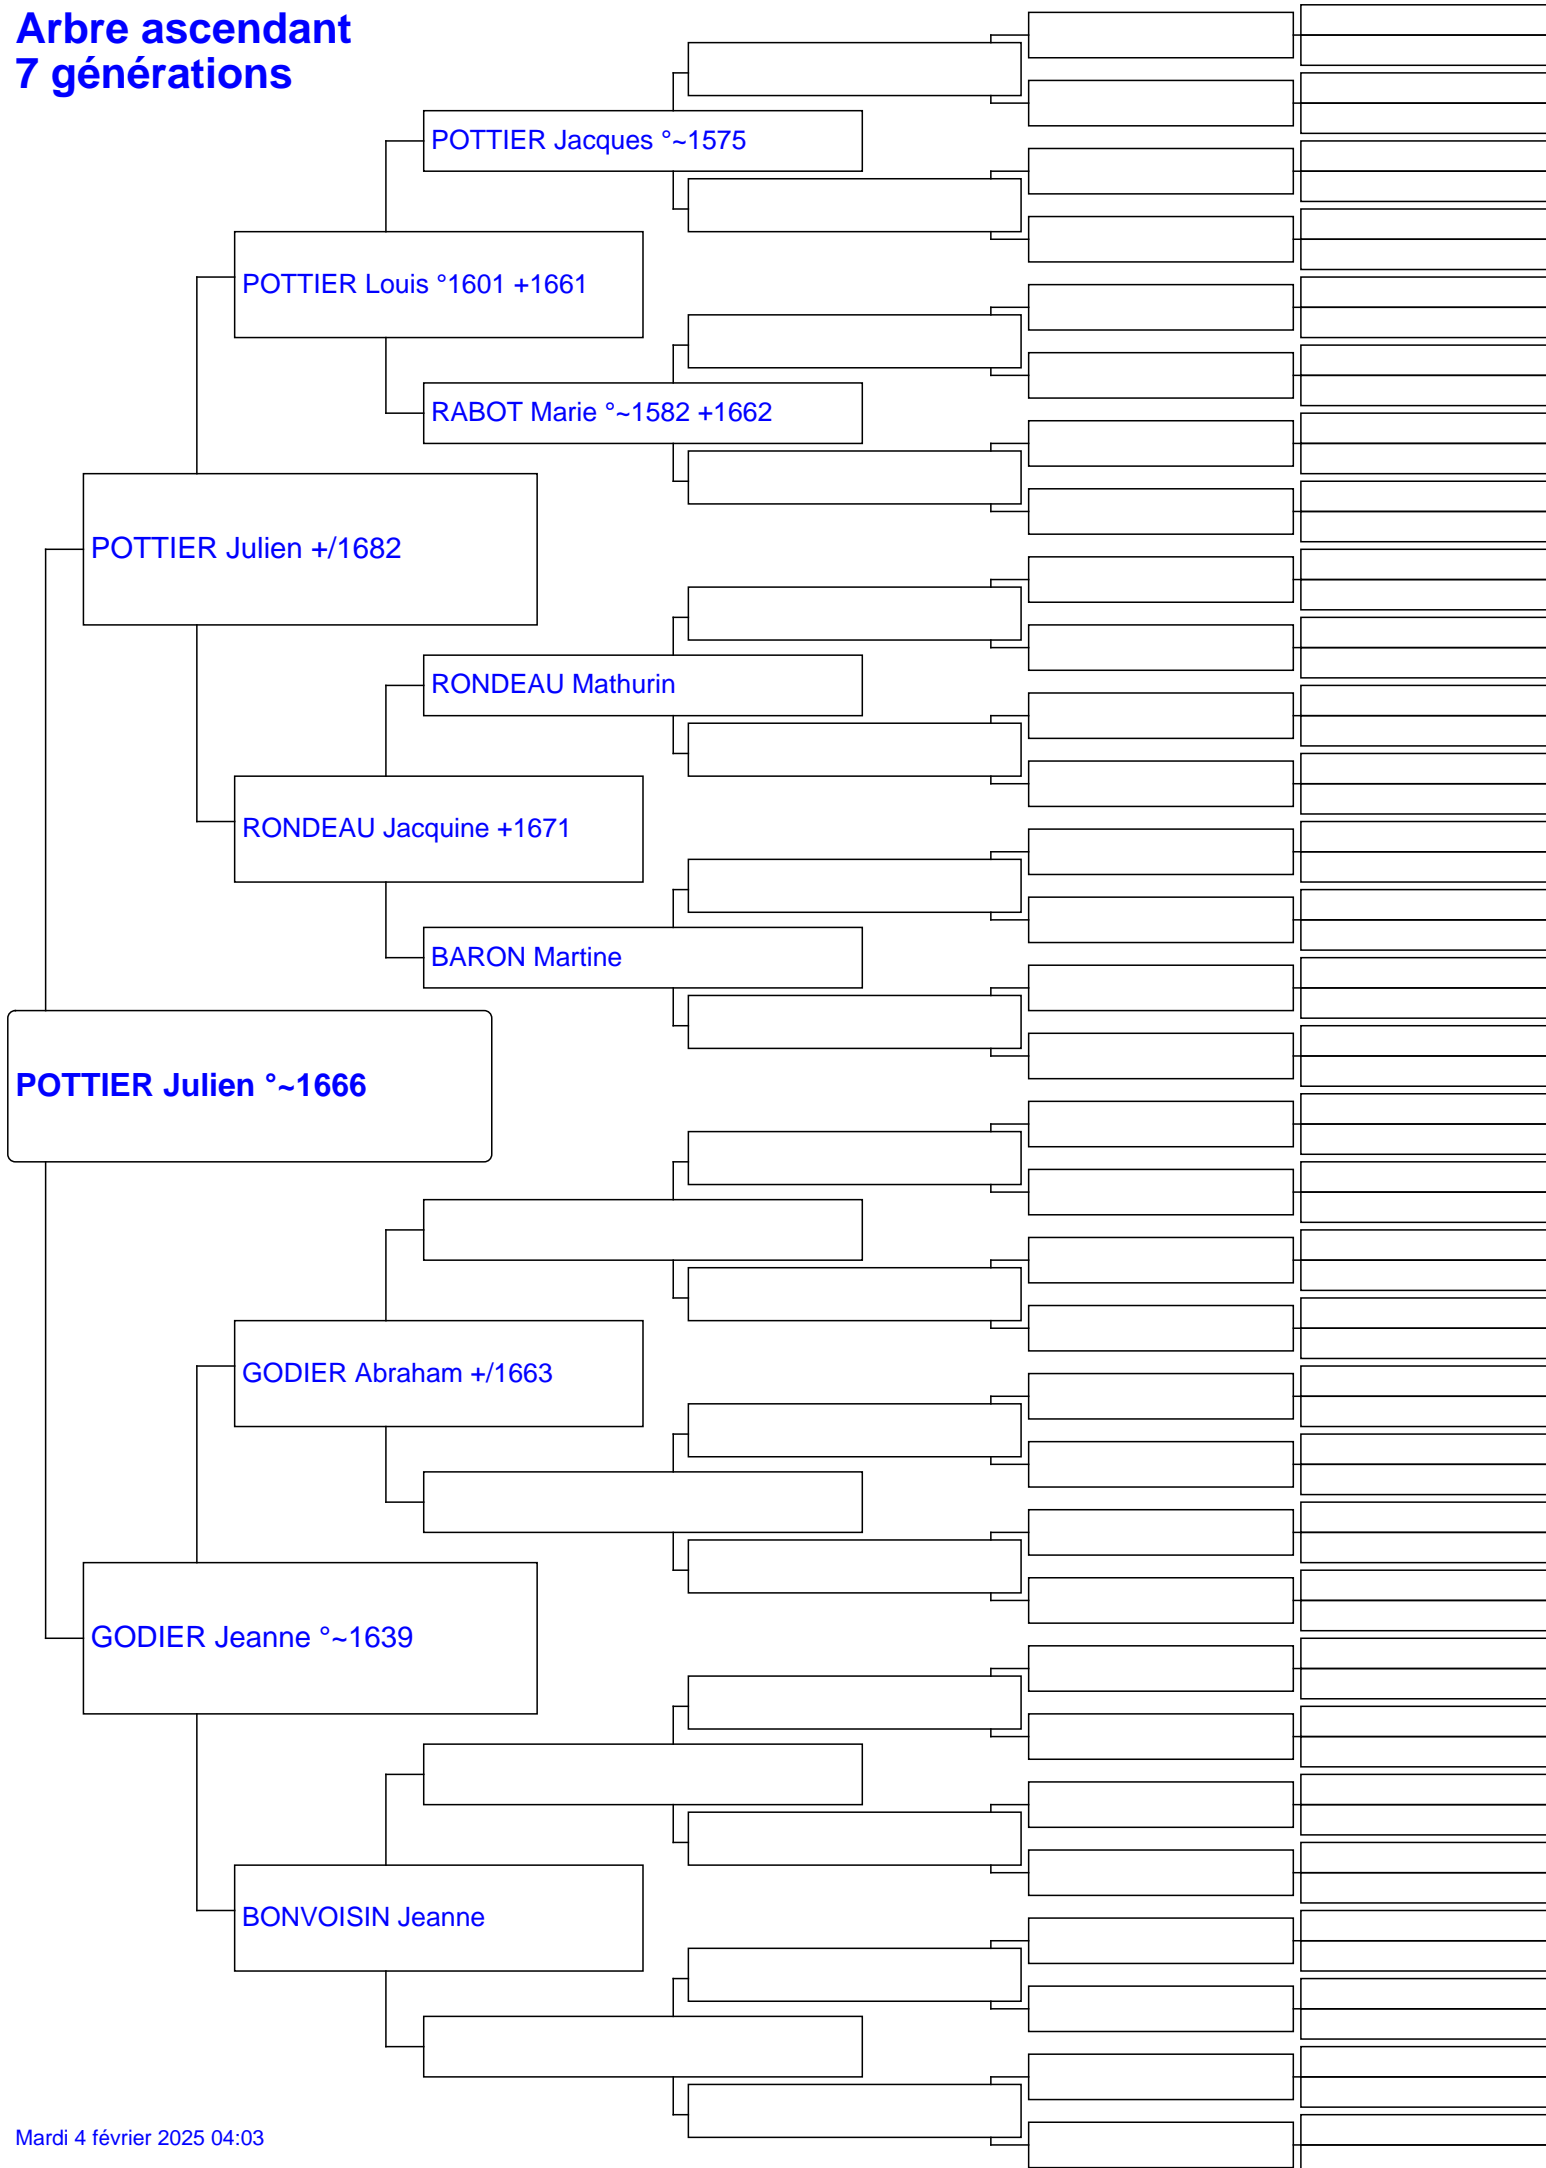 Arbre ascendant
7 générations
POTTIER Jacques °~1575
POTTIER Louis °1601 +1661
RABOT Marie °~1582 +1662
POTTIER Julien +/1682
RONDEAU Mathurin
RONDEAU Jacquine +1671
BARON Martine
POTTIER Julien °~1666
GODIER Abraham +/1663
GODIER Jeanne °~1639
BONVOISIN Jeanne
Mardi 4 février 2025 04:03